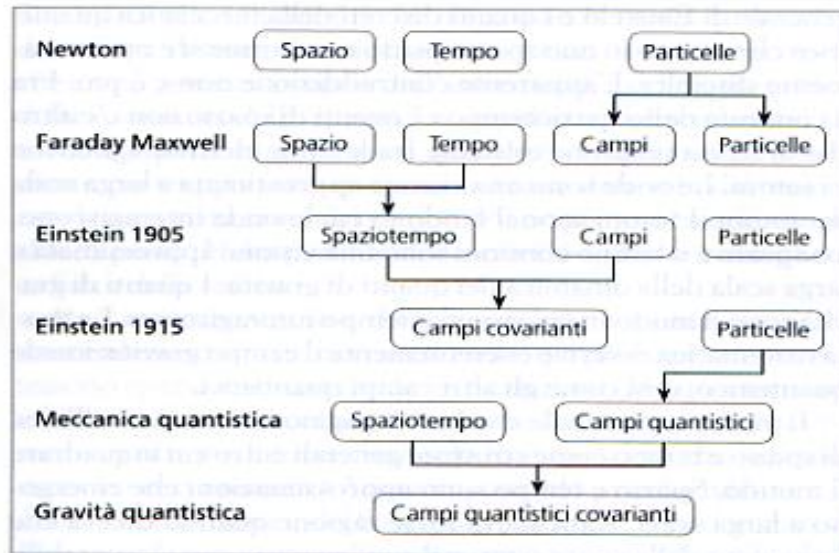 Newton Spazio Tempo Particelle
Faraday Maxwell Spazio Tempo Campi Particelle
Einstein 1905 Spaziotempo Campi Particelle
Einstein 1915 Campi covarianti Particelle
Meccanica quantistica Spaziotempo Campi quantistici
Gravità quantistica Campi quantistici covarianti